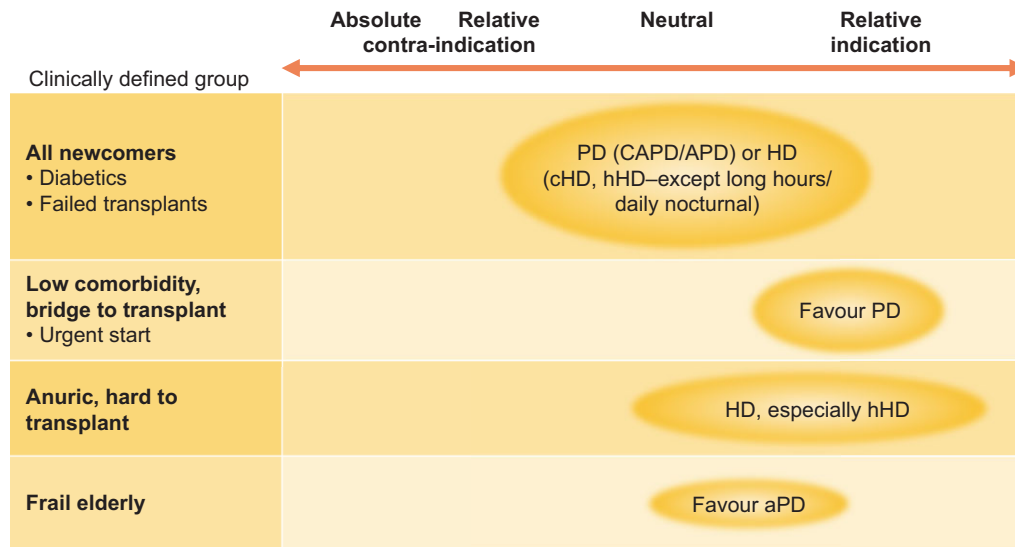 Absolute Relative Neutral Relative
contra-indication indication
Clinically defined group
All newcomers
• Diabetics
• Failed transplants
PD (CAPD/APD) or HD
(cHD, hHD–except long hours/
daily nocturnal)
Low comorbidity,
bridge to transplant
• Urgent start
Favour PD
Anuric, hard to
transplant
HD, especially hHD
Frail elderly
Favour aPD